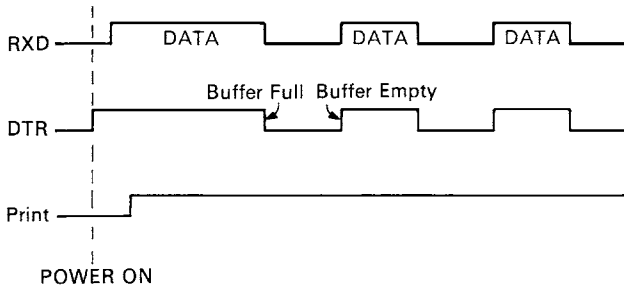 RXD DATA DATA DATA
Buffer Full Buffer Empty
DTR
Print
POWER ON